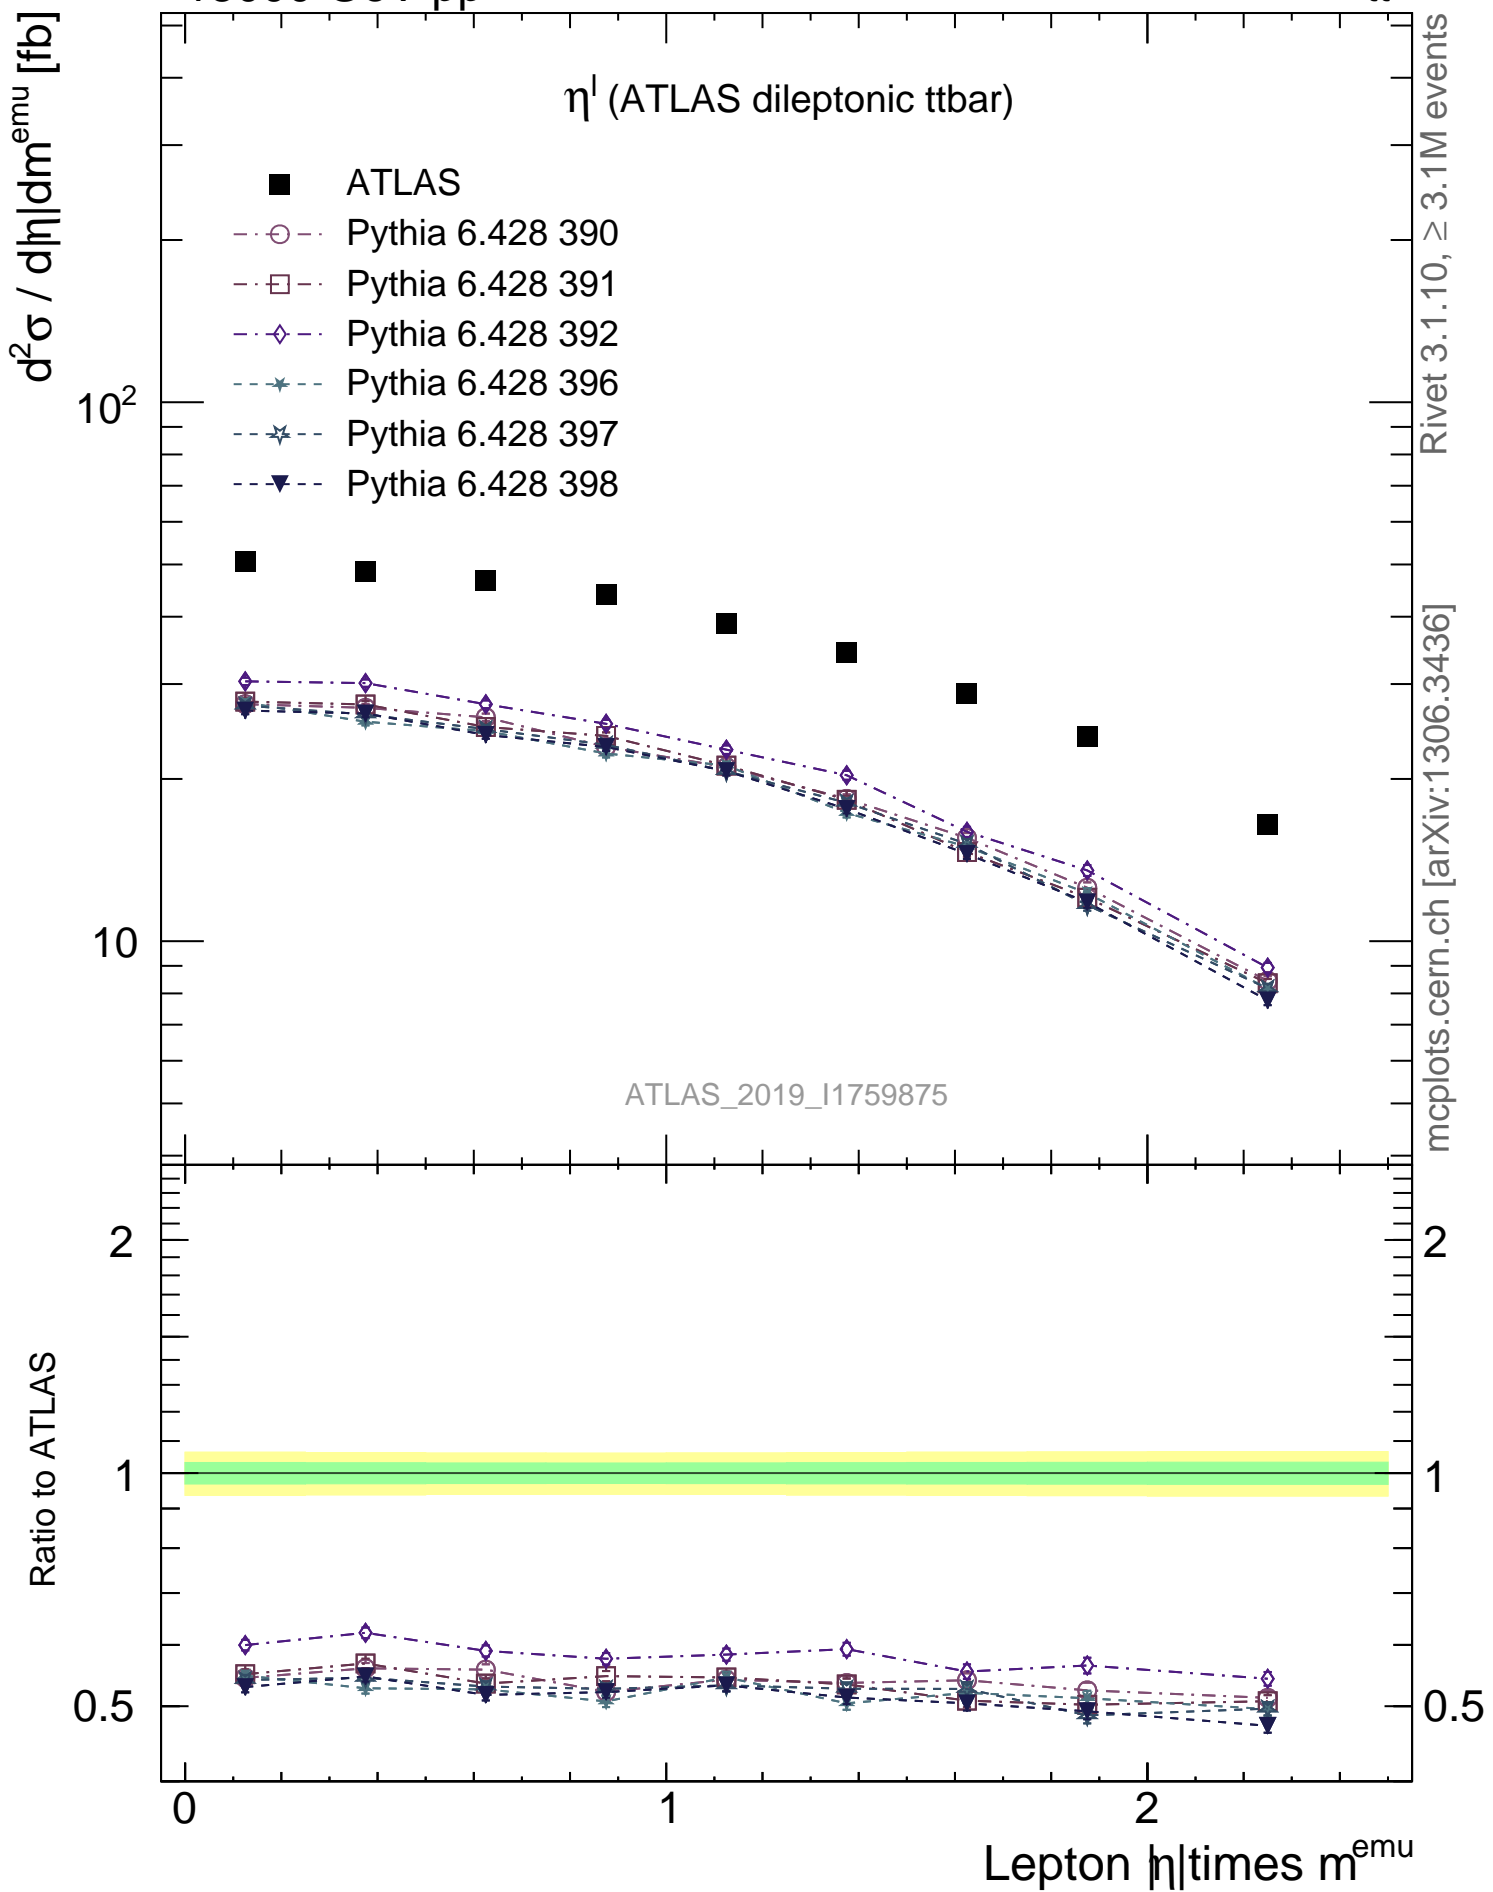 η^l (ATLAS dileptonic ttbar)
d²σ / d|η|dm^emu [fb]
ATLAS
Pythia 6.428 390
Pythia 6.428 391
Pythia 6.428 392
Pythia 6.428 396
Pythia 6.428 397
Pythia 6.428 398
10²
10
ATLAS_2019_I1759875
Rivet 3.1.10, ≥ 3.1M events
mcplots.cern.ch [arXiv:1306.3436]
Ratio to ATLAS
2
1
0.5
2
1
0.5
0
1
2
Lepton |η|times m^emu